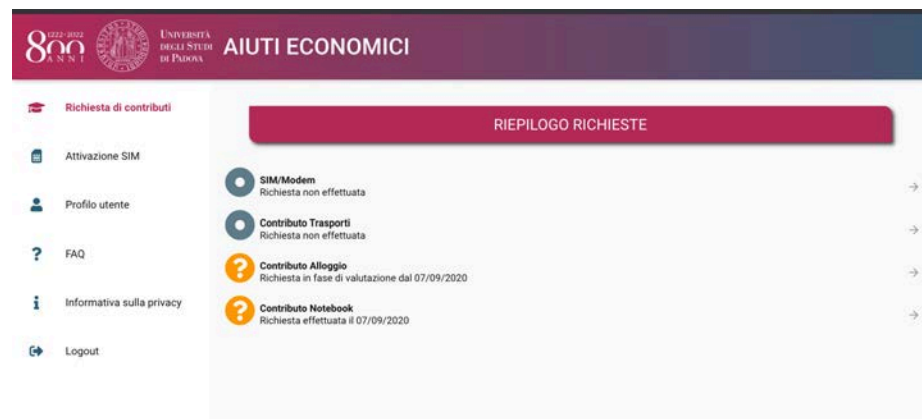 800
1222-2022
ANNI
UNIVERSITÀ
DEGLI STUDI
DI PADOVA
AIUTI ECONOMICI
Richiesta di contributi
Attivazione SIM
Profilo utente
FAQ
Informativa sulla privacy
Logout
RIEPILOGO RICHIESTE
SIM/Modem
Richiesta non effettuata
Contributo Trasporti
Richiesta non effettuata
Contributo Alloggio
Richiesta in fase di valutazione dal 07/09/2020
Contributo Notebook
Richiesta effettuata il 07/09/2020